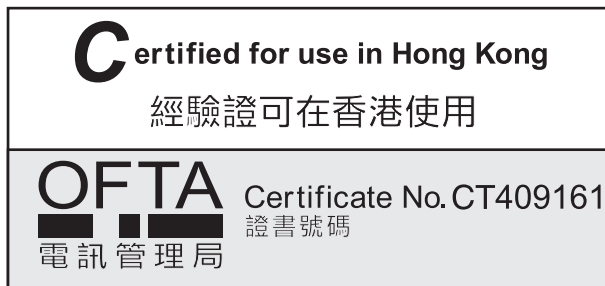 Certified for use in Hong Kong
經驗證可在香港使用
OFTA
電訊管理局
Certificate No. CT409161
證書號碼